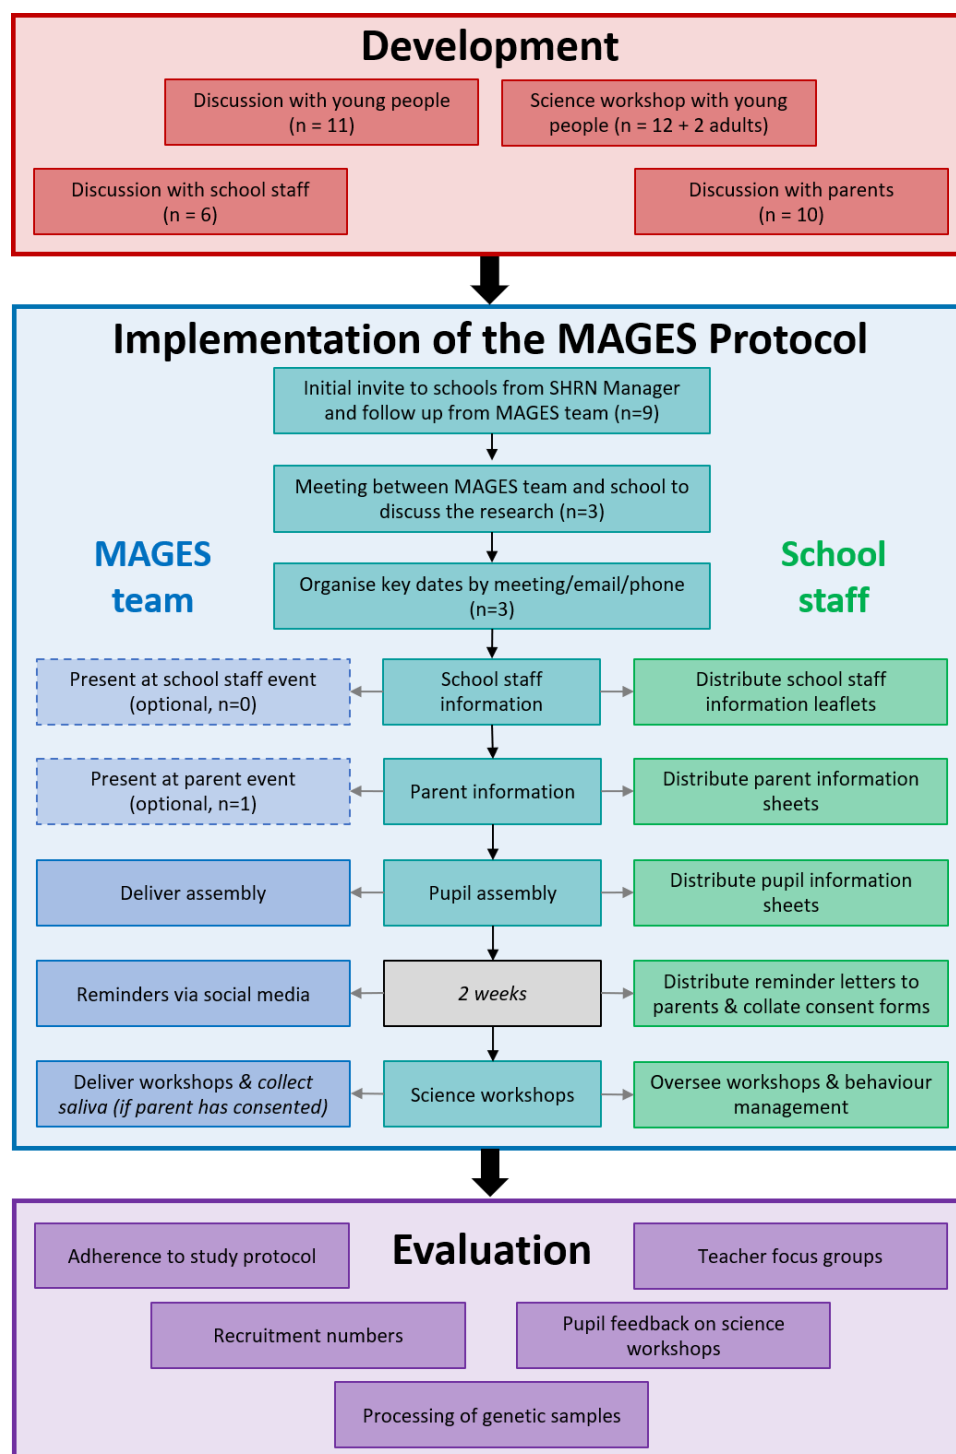 Development
Discussion with young people
(n = 11)
Science workshop with young
people (n = 12 + 2 adults)
Discussion with school staff
(n = 6)
Discussion with parents
(n = 10)
Implementation of the MAGES Protocol
Initial invite to schools from SHRN Manager
and follow up from MAGES team (n=9)
Meeting between MAGES team and school to
discuss the research (n=3)
MAGES
team
School
staff
Organise key dates by meeting/email/phone
(n=3)
Present at school staff event
(optional, n=0)
School staff
information
Distribute school staff
information leaflets
Present at parent event
(optional, n=1)
Parent information
Distribute parent information
sheets
Deliver assembly
Pupil assembly
Distribute pupil information
sheets
Reminders via social media
2 weeks
Distribute reminder letters to
parents & collate consent forms
Deliver workshops & collect
saliva (if parent has consented)
Science workshops
Oversee workshops & behaviour
management
Evaluation
Adherence to study protocol
Teacher focus groups
Recruitment numbers
Pupil feedback on science
workshops
Processing of genetic samples